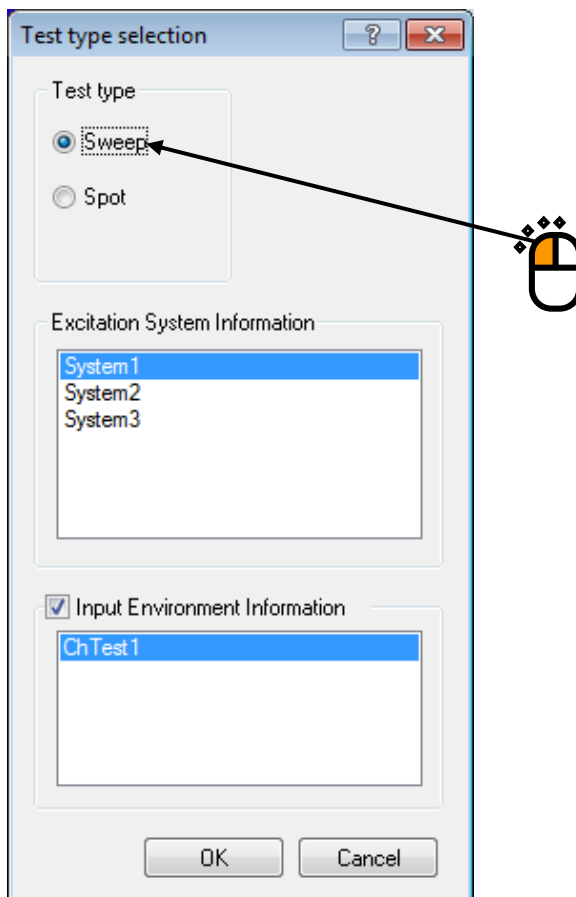 Test type selection
Test type
Sweep
Spot
Excitation System Information
System1
System2
System3
Input Environment Information
ChTest1
OK
Cancel